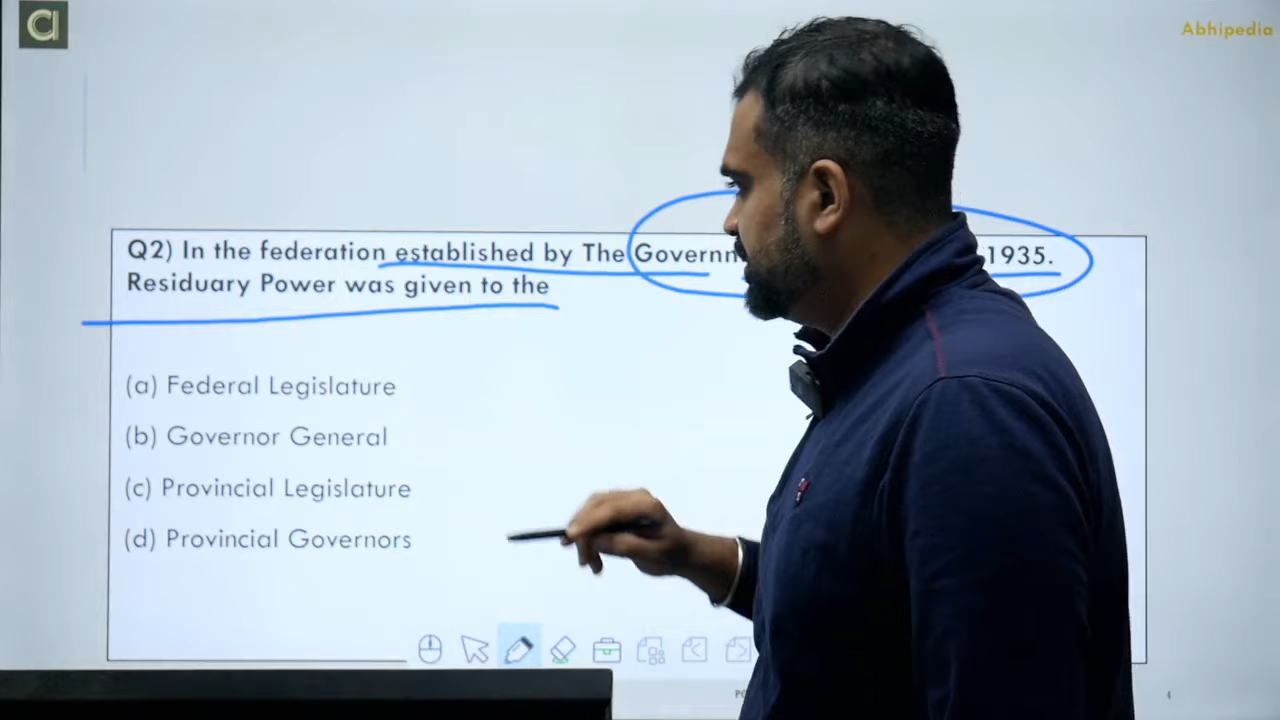 Abhipedia
Q2) In the federation established by The 1935.
Residuary Power was given to the
(a) Federal Legislature
(b) Governor General
(c) Provincial Legislature
(d) Provincial Governors